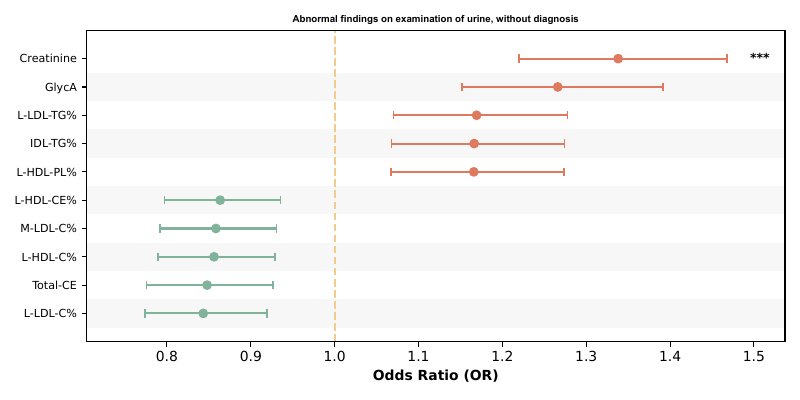 Abnormal findings on examination of urine, without diagnosis
Creatinine
***
GlycA
L-LDL-TG%
IDL-TG%
L-HDL-PL%
L-HDL-CE%
M-LDL-C%
L-HDL-C%
Total-CE
L-LDL-C%
0.8 0.9 1.0 1.1 1.2 1.3 1.4 1.5
Odds Ratio (OR)